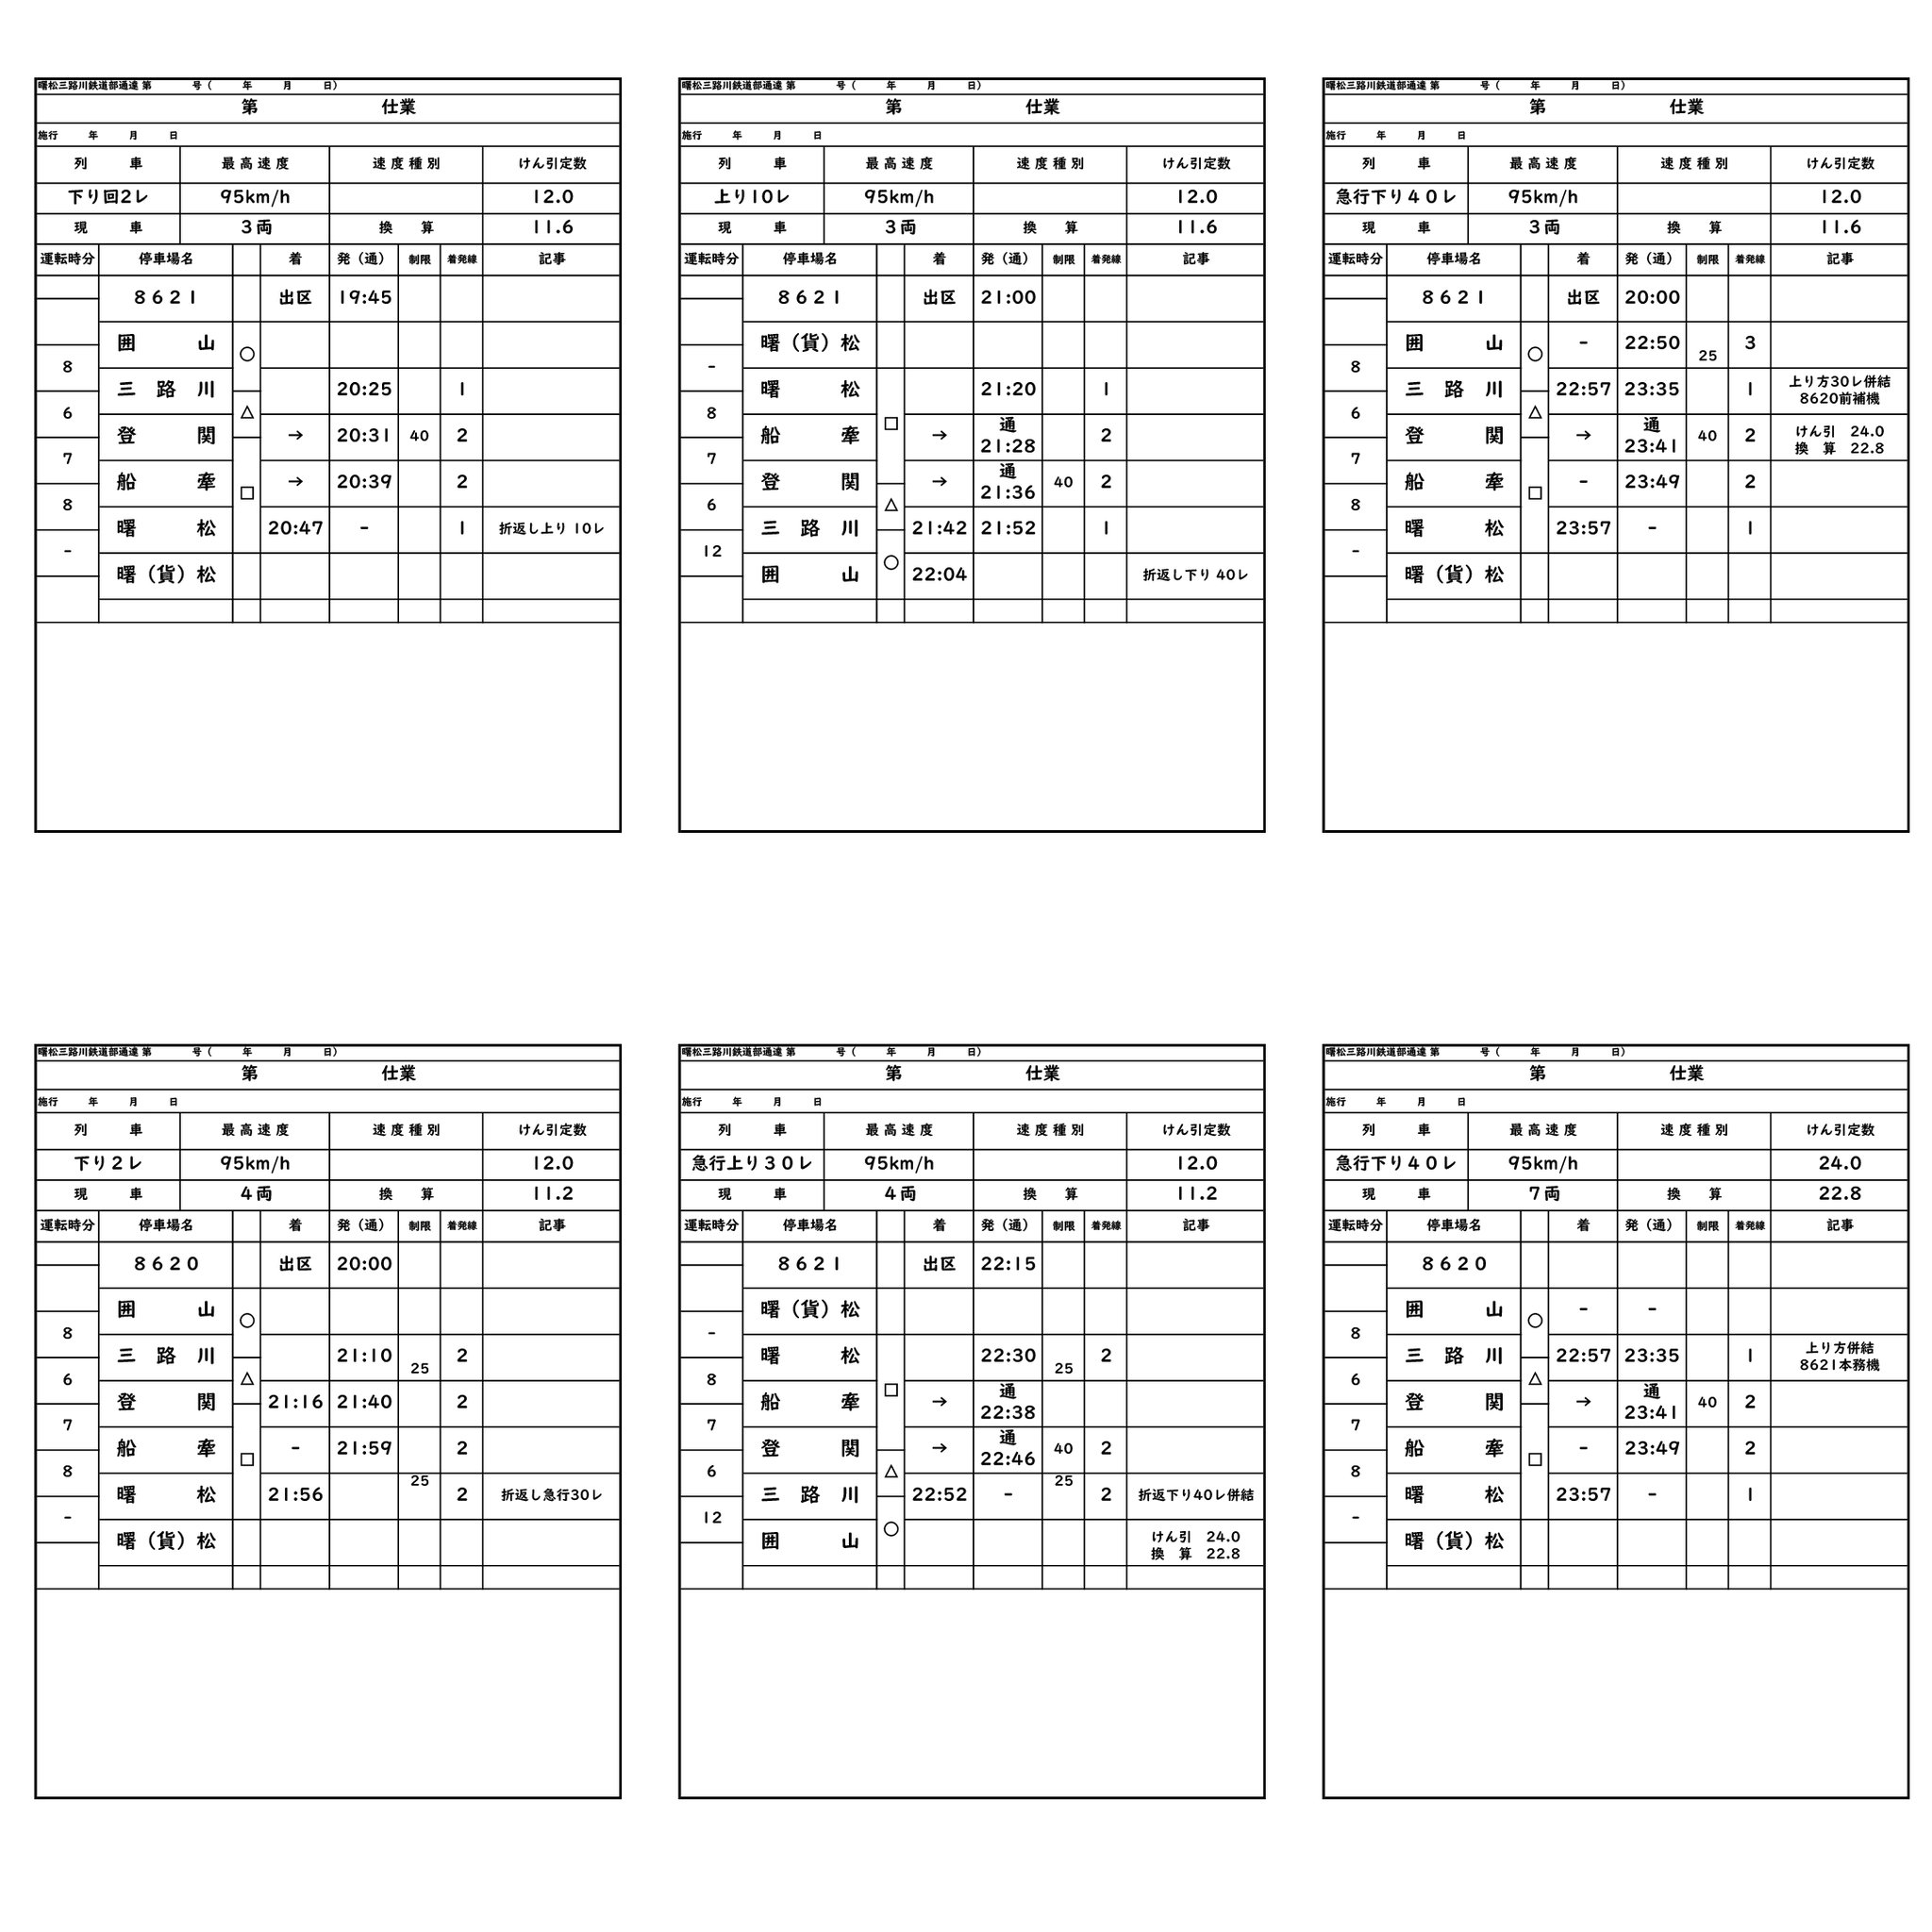 曙松三路川鉄道部通達 第　　　号（　　年　　月　　日）
第　　　　仕業
施行　　年　　月　　日
列　車　最高速度　速度種別　けん引定数
下り回2レ　95km/h　12.0
現　車　3両　換　算　11.6
運転時分　停車場名　着　発（通）　制限　着発線　記事
8621　出区　19:45
囲　山　○
8
三　路　川　20:25　1
6　△
登　関　→　20:31　40　2
7
船　牽　→　20:39　2
8　□
曙　松　20:47　-　1　折返し上り 10レ
-
曙（貨）松
曙松三路川鉄道部通達 第　　　号（　　年　　月　　日）
第　　　　仕業
施行　　年　　月　　日
列　車　最高速度　速度種別　けん引定数
上り10レ　95km/h　12.0
現　車　3両　換　算　11.6
運転時分　停車場名　着　発（通）　制限　着発線　記事
8621　出区　21:00
曙（貨）松
-
曙　松　21:20　1
8　□
船　牽　→　通 21:28　2
7
登　関　→　通 21:36　40　2
6　△
三　路　川　21:42　21:52　1
12　○
囲　山　22:04　折返し下り 40レ
曙松三路川鉄道部通達 第　　　号（　　年　　月　　日）
第　　　　仕業
施行　　年　　月　　日
列　車　最高速度　速度種別　けん引定数
急行下り40レ　95km/h　12.0
現　車　3両　換　算　11.6
運転時分　停車場名　着　発（通）　制限　着発線　記事
8621　出区　20:00
囲　山　○　-　22:50　25　3
8
三　路　川　22:57　23:35　1　上り方30レ併結 8620前補機
6　△
登　関　→　通 23:41　40　2　けん引　24.0 換　算　22.8
7
船　牽　-　23:49　2
8　□
曙　松　23:57　-　1
-
曙（貨）松
曙松三路川鉄道部通達 第　　　号（　　年　　月　　日）
第　　　　仕業
施行　　年　　月　　日
列　車　最高速度　速度種別　けん引定数
下り2レ　95km/h　12.0
現　車　4両　換　算　11.2
運転時分　停車場名　着　発（通）　制限　着発線　記事
8620　出区　20:00
囲　山　○
8
三　路　川　21:10　25　2
6　△
登　関　21:16　21:40　2
7
船　牽　-　21:59　2
8　□
曙　松　21:56　25　2　折返し急行30レ
-
曙（貨）松
曙松三路川鉄道部通達 第　　　号（　　年　　月　　日）
第　　　　仕業
施行　　年　　月　　日
列　車　最高速度　速度種別　けん引定数
急行上り30レ　95km/h　12.0
現　車　4両　換　算　11.2
運転時分　停車場名　着　発（通）　制限　着発線　記事
8621　出区　22:15
曙（貨）松
-
曙　松　22:30　25　2
8　□
船　牽　→　通 22:38
7
登　関　→　通 22:46　40　2
6　△
三　路　川　22:52　-　25　2　折返下り40レ併結
12　○
囲　山　けん引　24.0 換　算　22.8
曙松三路川鉄道部通達 第　　　号（　　年　　月　　日）
第　　　　仕業
施行　　年　　月　　日
列　車　最高速度　速度種別　けん引定数
急行下り40レ　95km/h　24.0
現　車　7両　換　算　22.8
運転時分　停車場名　着　発（通）　制限　着発線　記事
8620
囲　山　○　-　-
8
三　路　川　22:57　23:35　1　上り方併結 8621本務機
6　△
登　関　→　通 23:41　40　2
7
船　牽　-　23:49　2
8　□
曙　松　23:57　-　1
-
曙（貨）松